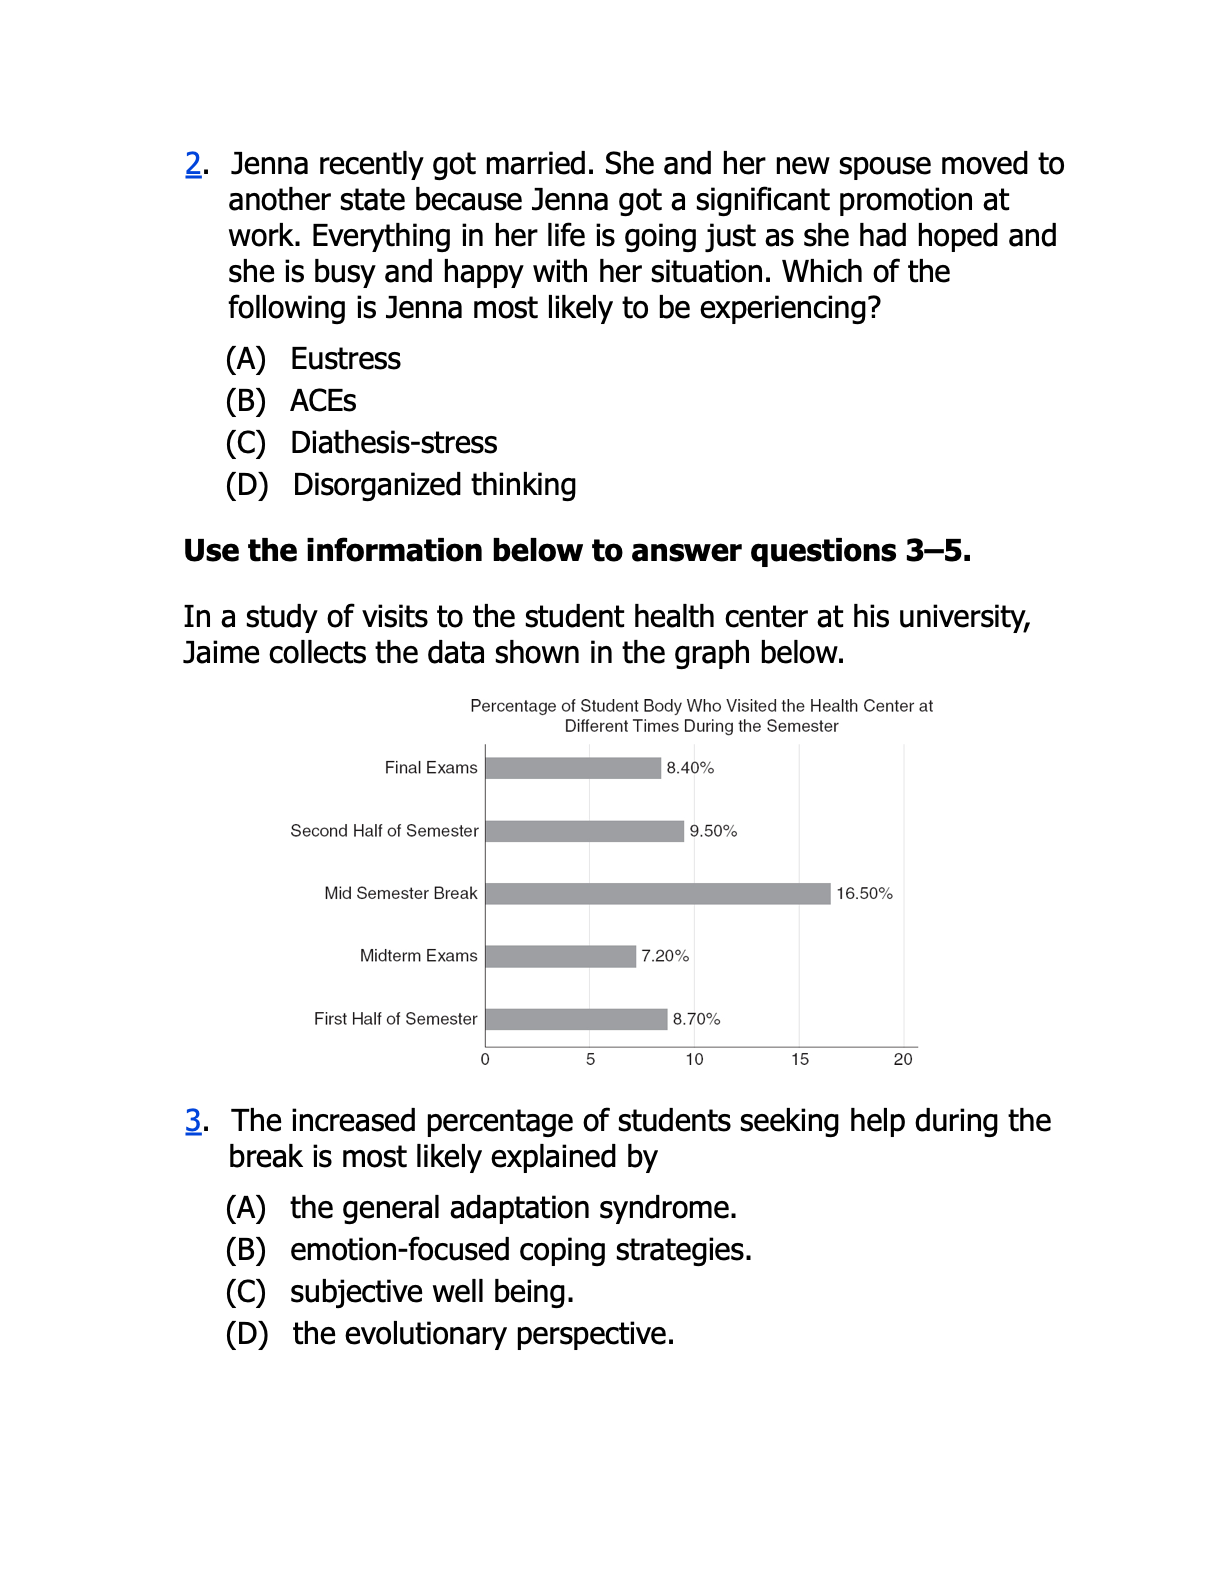 2. Jenna recently got married. She and her new spouse moved to
another state because Jenna got a significant promotion at
work. Everything in her life is going just as she had hoped and
she is busy and happy with her situation. Which of the
following is Jenna most likely to be experiencing?
(A) Eustress
(B) ACEs
(C) Diathesis-stress
(D) Disorganized thinking
Use the information below to answer questions 3–5.
In a study of visits to the student health center at his university,
Jaime collects the data shown in the graph below.
Percentage of Student Body Who Visited the Health Center at
Different Times During the Semester
Final Exams 8.40%
Second Half of Semester 9.50%
Mid Semester Break 16.50%
Midterm Exams 7.20%
First Half of Semester 8.70%
0 5 10 15 20
3. The increased percentage of students seeking help during the
break is most likely explained by
(A) the general adaptation syndrome.
(B) emotion-focused coping strategies.
(C) subjective well being.
(D) the evolutionary perspective.